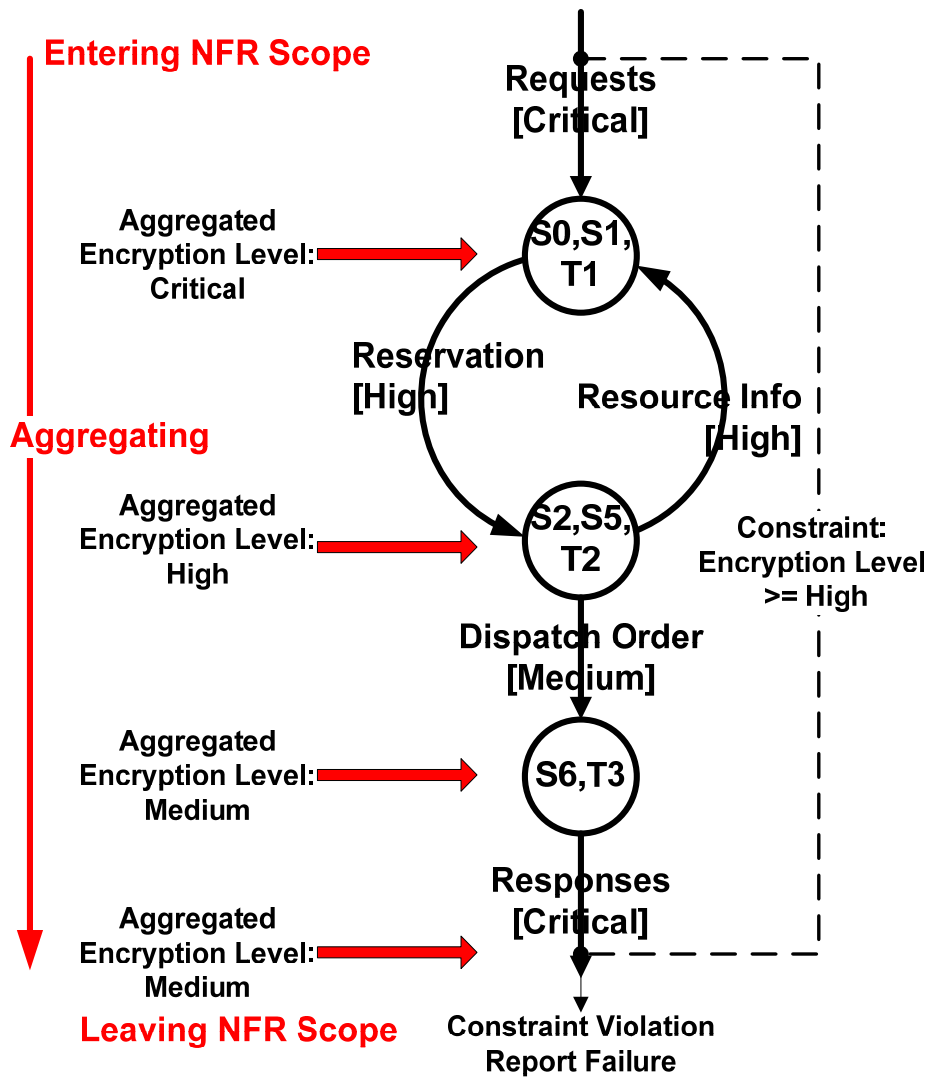 Entering NFR Scope
Requests
[Critical]
Aggregated
Encryption Level:
Critical
S0,S1,
T1
Reservation
[High]
Resource Info
[High]
Aggregating
Aggregated
Encryption Level:
High
S2,S5,
T2
Constraint:
Encryption Level
>= High
Dispatch Order
[Medium]
Aggregated
Encryption Level:
Medium
S6,T3
Responses
[Critical]
Aggregated
Encryption Level:
Medium
Leaving NFR Scope
Constraint Violation
Report Failure